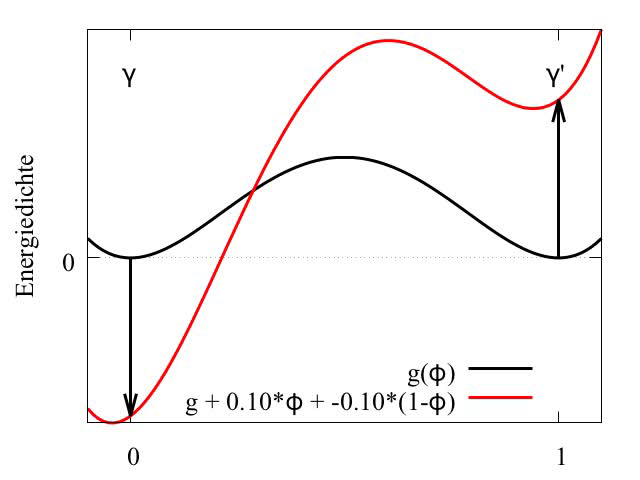 γ
γ'
Energiedichte
0
g(ϕ)
g + 0.10*ϕ + -0.10*(1-ϕ)
0
1